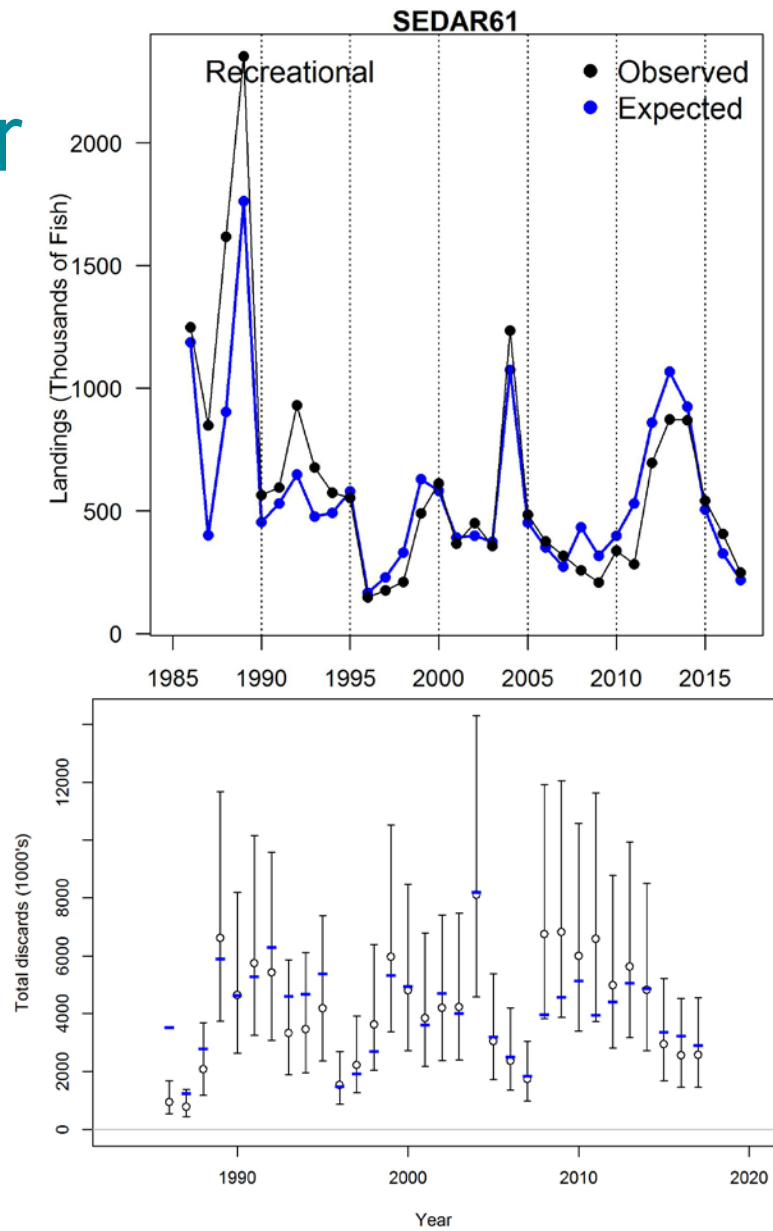 SEDAR61
r
Recreational
Observed
Expected
Landings (Thousands of Fish)
2000
1500
1000
500
0
1985 1990 1995 2000 2005 2010 2015
Total discards (1000's)
12000
8000
6000
4000
2000
0
1990 2000 2010 2020
Year